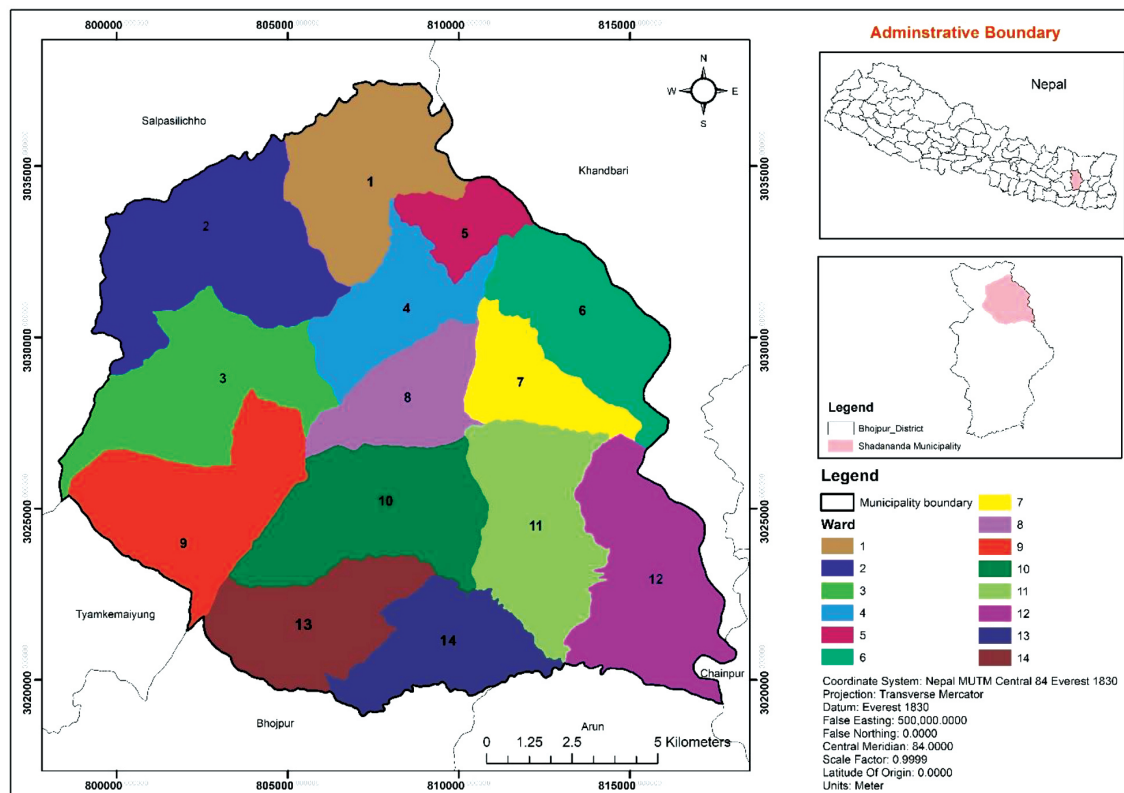 800000 805000 810000 815000
Adminstrative Boundary
N
W E
S
Nepal
Salpasilichho
Khandbari
3035000
3035000
1
2
5
4
6
3030000
3030000
3
7
8
Legend
Bhojpur_District
Shadananda Municipality
Legend
Municipality boundary
Ward
1
2
3
4
5
6
7
8
9
10
11
12
13
14
10
11
3025000
3025000
9
12
Tyamkemaiyung
13
14
Chainpur
3020000
3020000
Bhojpur
Arun
0 1.25 2.5 5 Kilometers
800000 805000 810000 815000
Coordinate System: Nepal MUTM Central 84 Everest 1830
Projection: Transverse Mercator
Datum: Everest 1830
False Easting: 500,000.0000
False Northing: 0.0000
Central Meridian: 84.0000
Scale Factor: 0.9999
Latitude Of Origin: 0.0000
Units: Meter